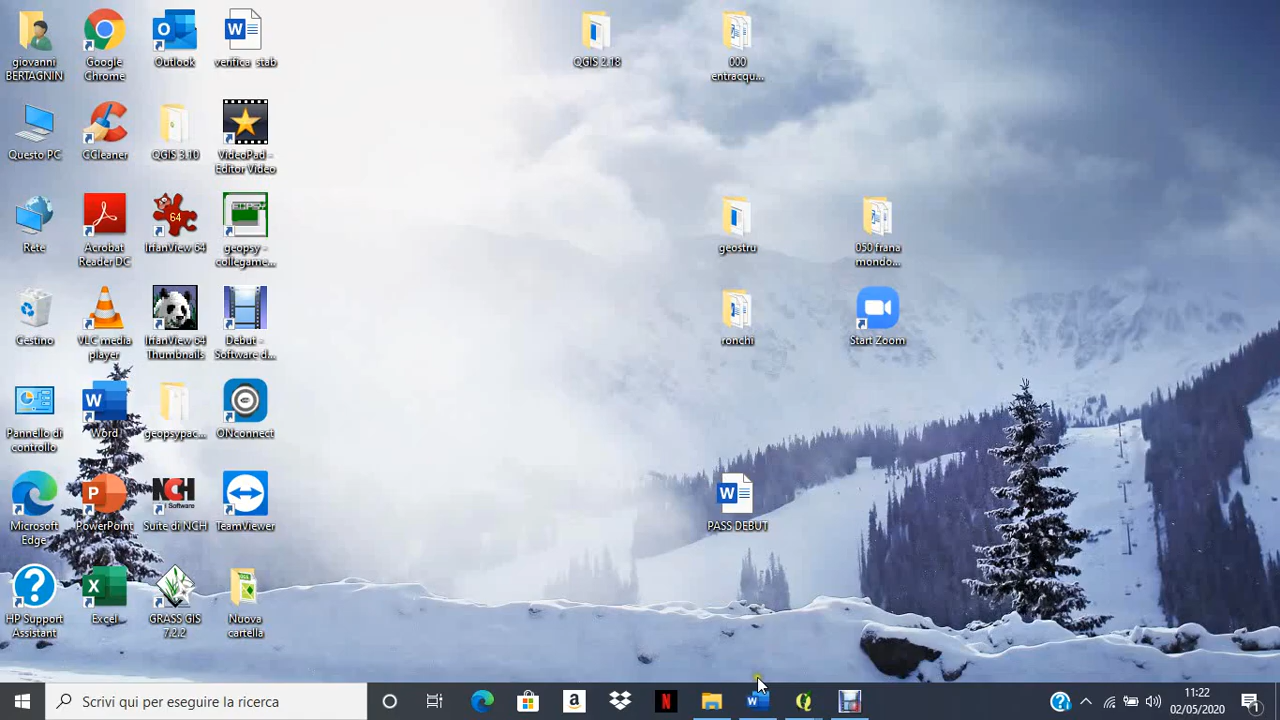 giovanni
BERTAGNIN
Google
Chrome
Outlook
verifica stab
QGIS 2.18
000
entracqu...
Questo PC
CCleaner
QGIS 3.10
VideoPad -
Editor Video
Rete
Acrobat
Reader DC
64
IrfanView 64
geopsy -
collegame...
geostru
050 frana
mondo...
Cestino
VLC media
player
IrfanView 64
Thumbnails
Debut -
Software d...
ronchi
Start Zoom
Pannello di
controllo
W
Word
geopsypac...
ONconnect
Microsoft
Edge
P
PowerPoint
NCH
Software
Suite di NCH
TeamViewer
W
PASS DEBUT
?
HP Support
Assistant
X
Excel
GRASS GIS
7.2.2
Nuova
cartella
Scrivi qui per eseguire la ricerca
a
N
W
?
11:22
02/05/2020
1